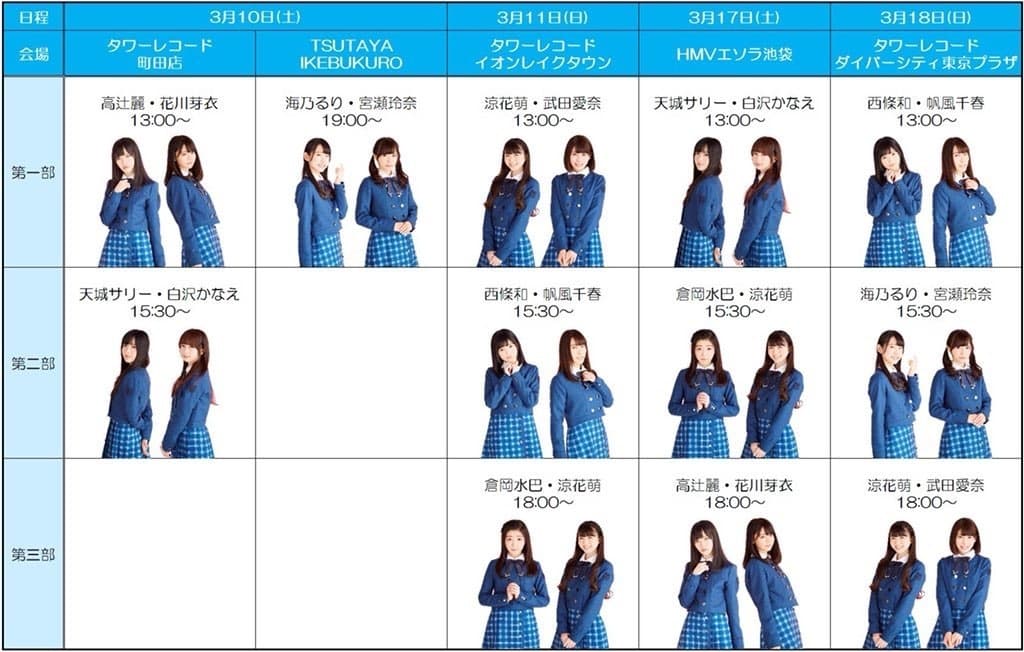 日程
3月10日(土)
3月11日(日)
3月17日(土)
3月18日(日)
会場
タワーレコード
町田店
TSUTAYA
IKEBUKURO
タワーレコード
イオンレイクタウン
HMVエソラ池袋
タワーレコード
ダイバーシティ東京プラザ
第一部
高辻麗・花川芽衣
13:00～
海乃るり・宮瀬玲奈
19:00～
涼花萌・武田愛奈
13:00～
天城サリー・白沢かなえ
13:00～
西條和・帆風千春
13:00～
第二部
天城サリー・白沢かなえ
15:30～
西條和・帆風千春
15:30～
倉岡水巴・涼花萌
15:30～
海乃るり・宮瀬玲奈
15:30～
第三部
倉岡水巴・涼花萌
18:00～
高辻麗・花川芽衣
18:00～
涼花萌・武田愛奈
18:00～